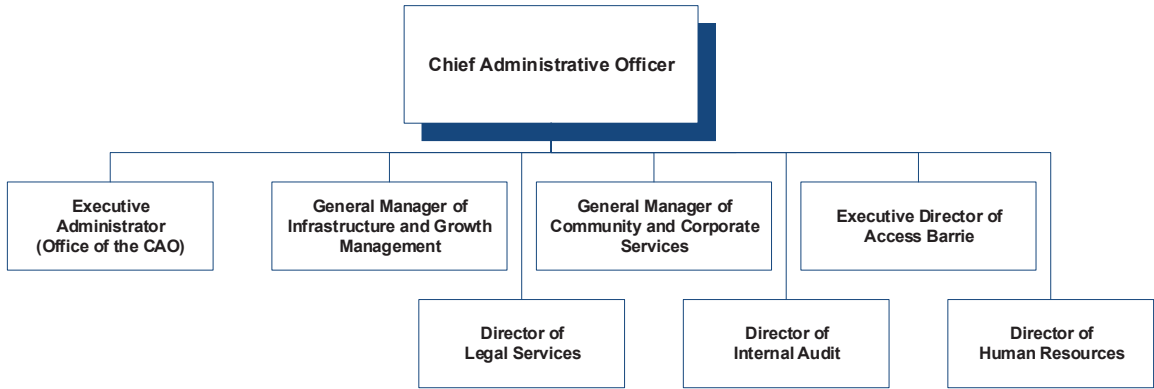 Chief Administrative Officer
Executive
Administrator
(Office of the CAO)
General Manager of
Infrastructure and Growth
Management
General Manager of
Community and Corporate
Services
Executive Director of
Access Barrie
Director of
Legal Services
Director of
Internal Audit
Director of
Human Resources